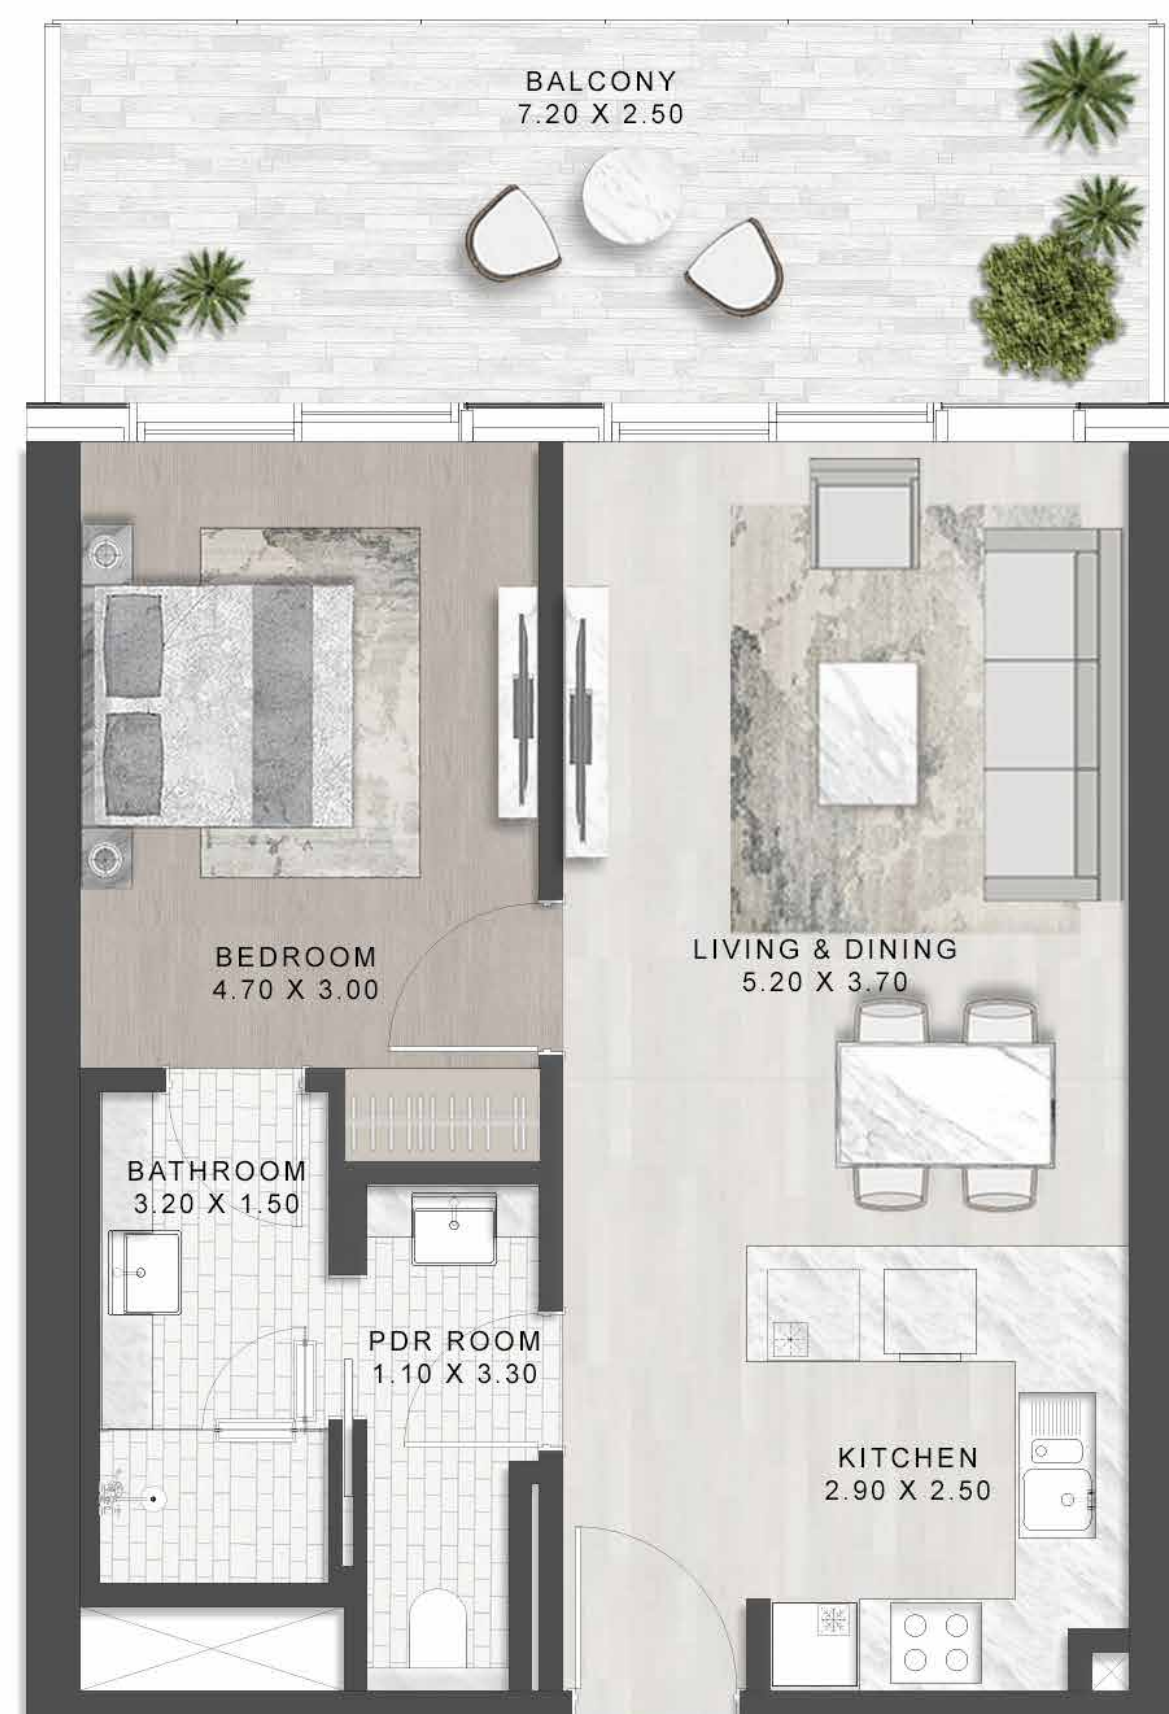 BALCONY
7.20 X 2.50
BEDROOM
4.70 X 3.00
LIVING & DINING
5.20 X 3.70
BATHROOM
3.20 X 1.50
PDR ROOM
1.10 X 3.30
KITCHEN
2.90 X 2.50